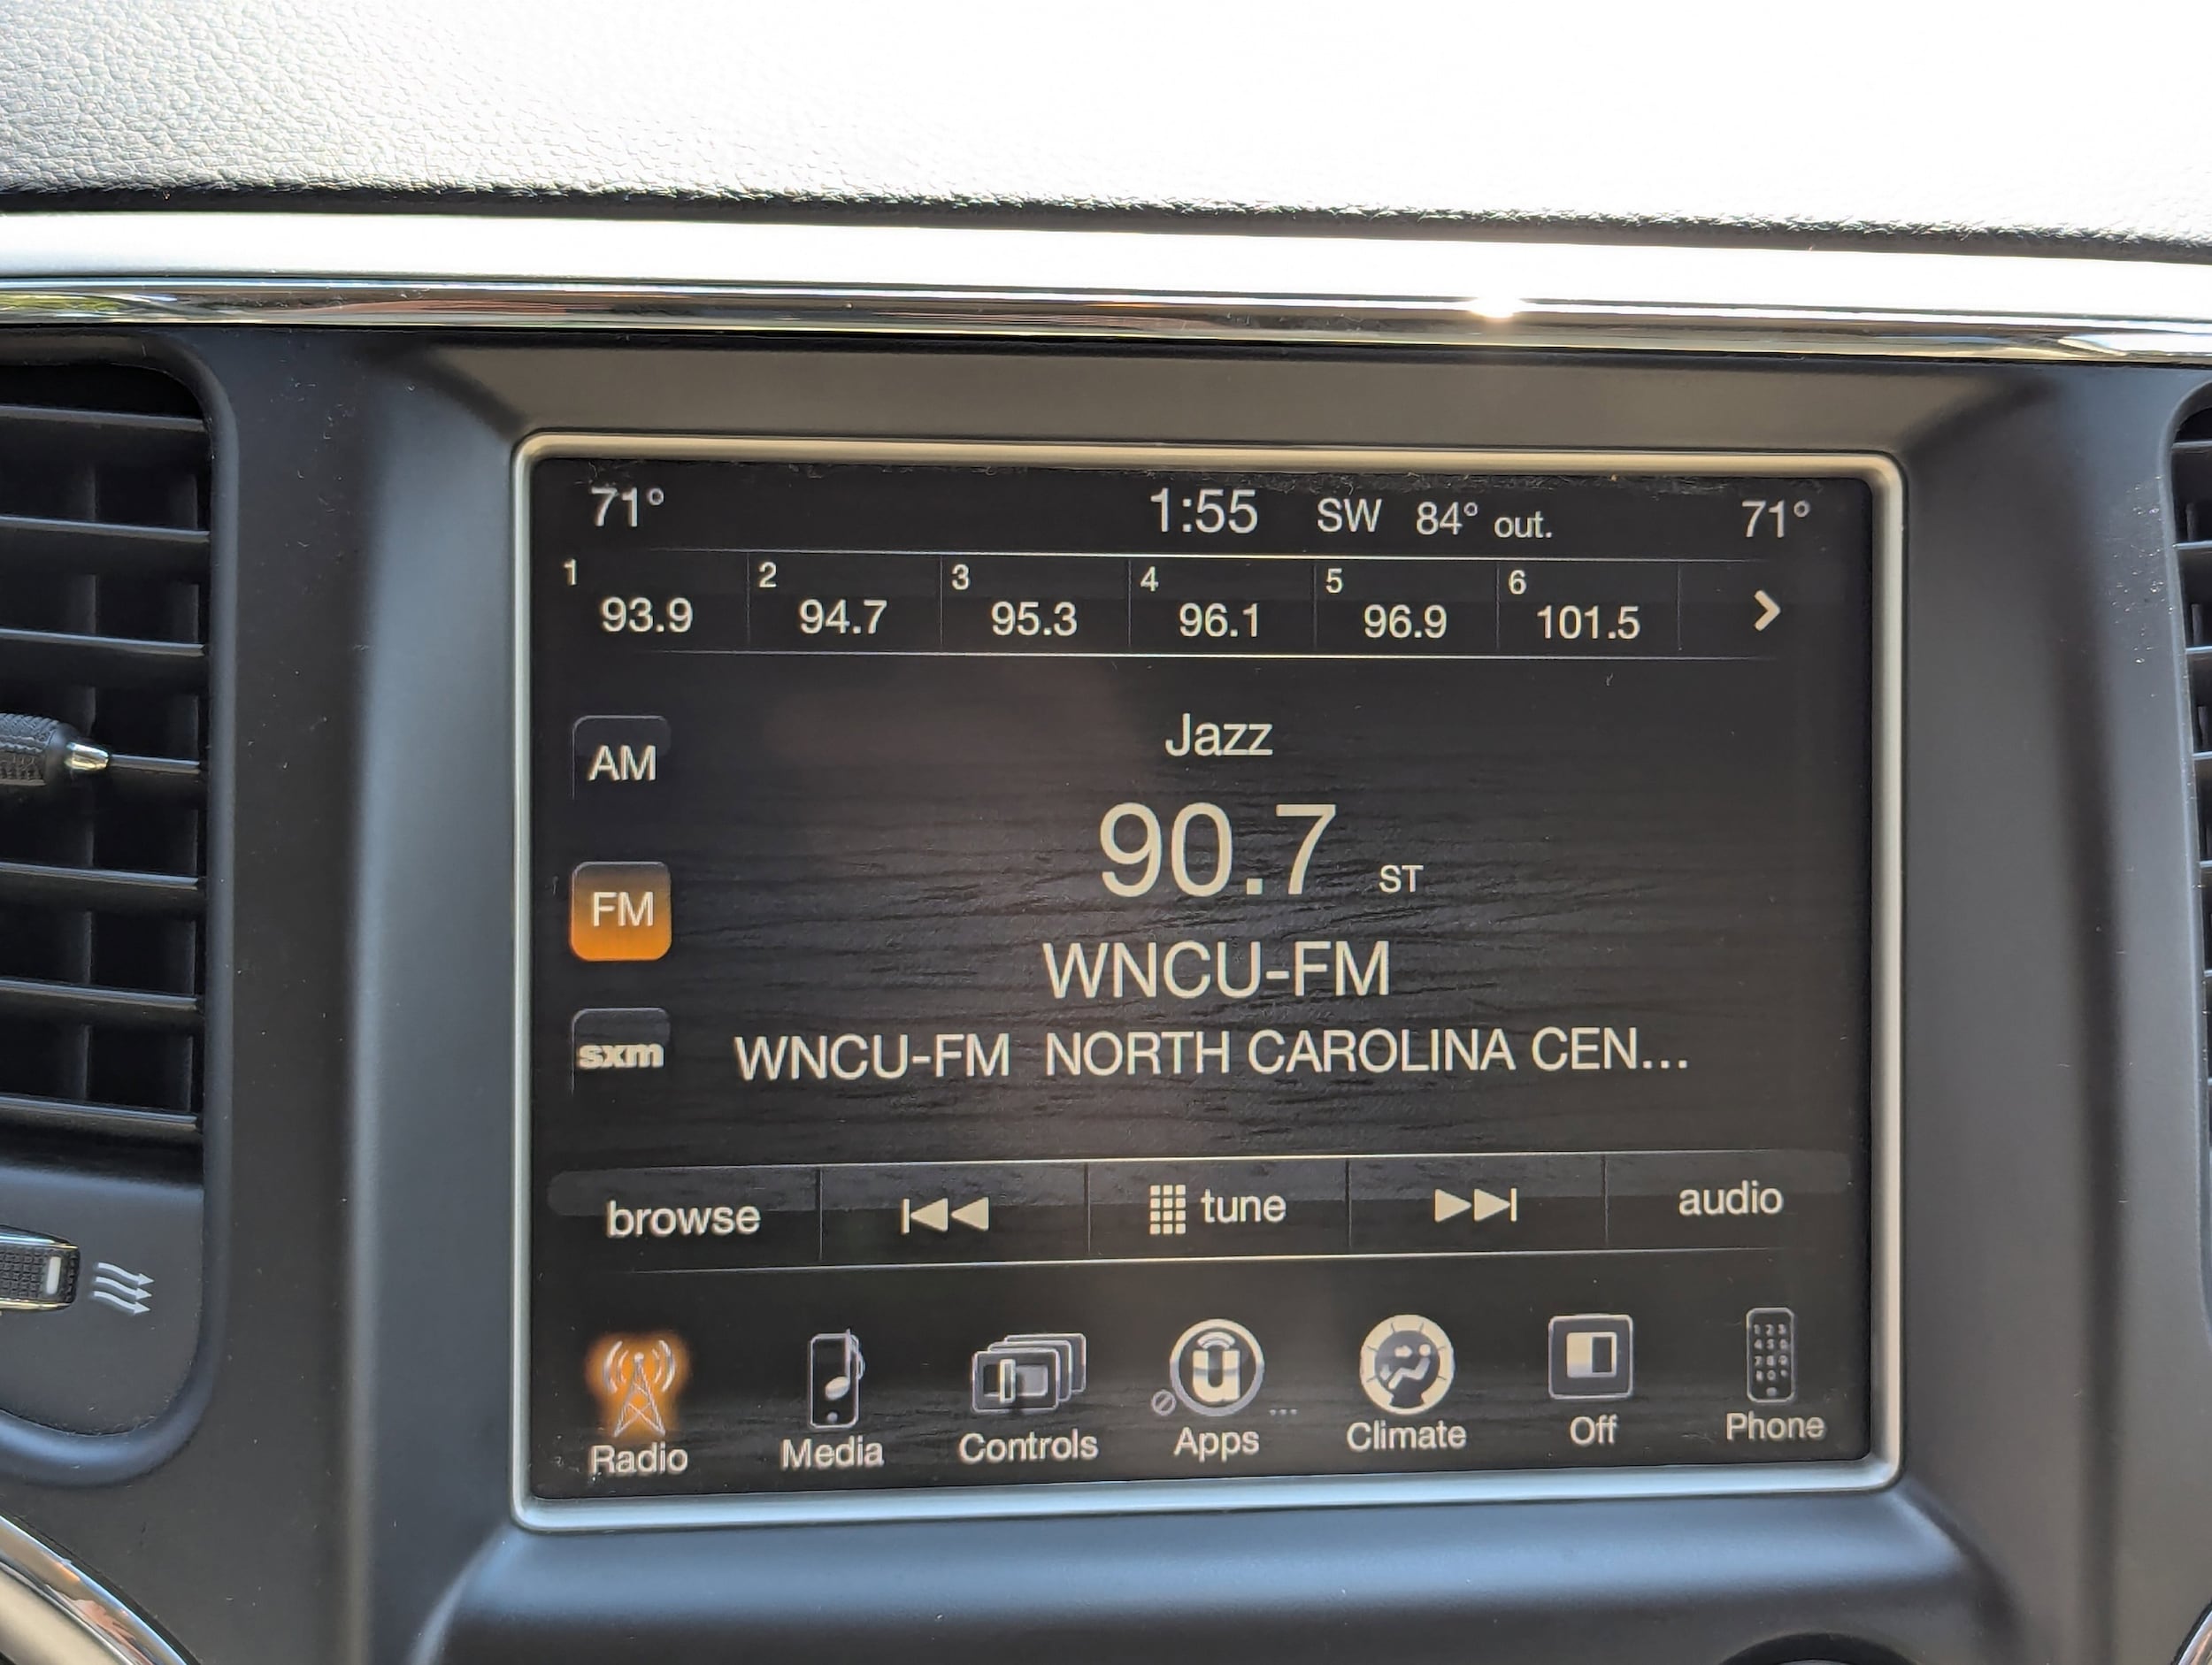 71° 1:55 SW 84° out. 71°
1 2 3 4 5 6
93.9 94.7 95.3 96.1 96.9 101.5
Jazz
AM
90.7 ST
FM
WNCU-FM
sxm
WNCU-FM NORTH CAROLINA CEN...
browse tune audio
Radio Media Controls Apps Climate Off Phone